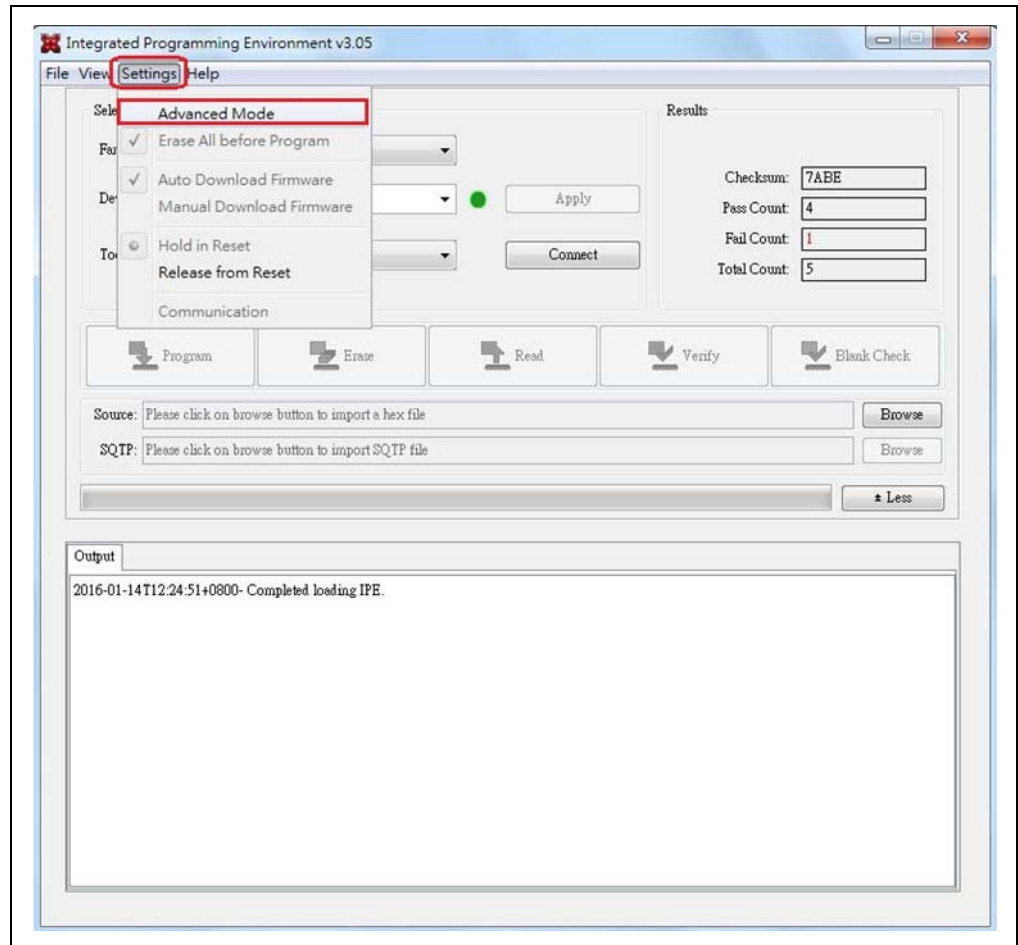 Integrated Programming Environment v3.05
File View Settings Help
Sele
Advanced Mode
Results
Far
Erase All before Program
Auto Download Firmware
Checksum: 7ABE
De
Manual Download Firmware
Apply
Pass Count: 4
Hold in Reset
Fail Count: 1
To
Release from Reset
Connect
Total Count: 5
Communication
Program Erase Read Verify Blank Check
Source: Please click on browse button to import a hex file Browse
SQTP: Please click on browse button to import SQTP file Browse
Less
Output
2016-01-14T12:24:51+0800- Completed loading IPE.